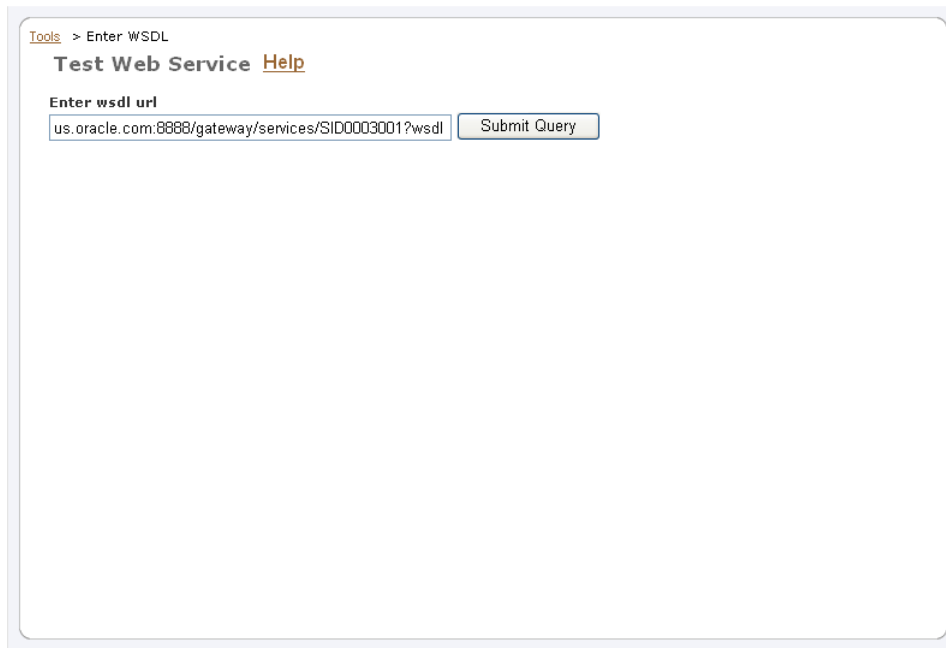 Tools > Enter WSDL
Test Web Service Help
Enter wsdl url
us.oracle.com:8888/gateway/services/SID0003001?wsdl Submit Query